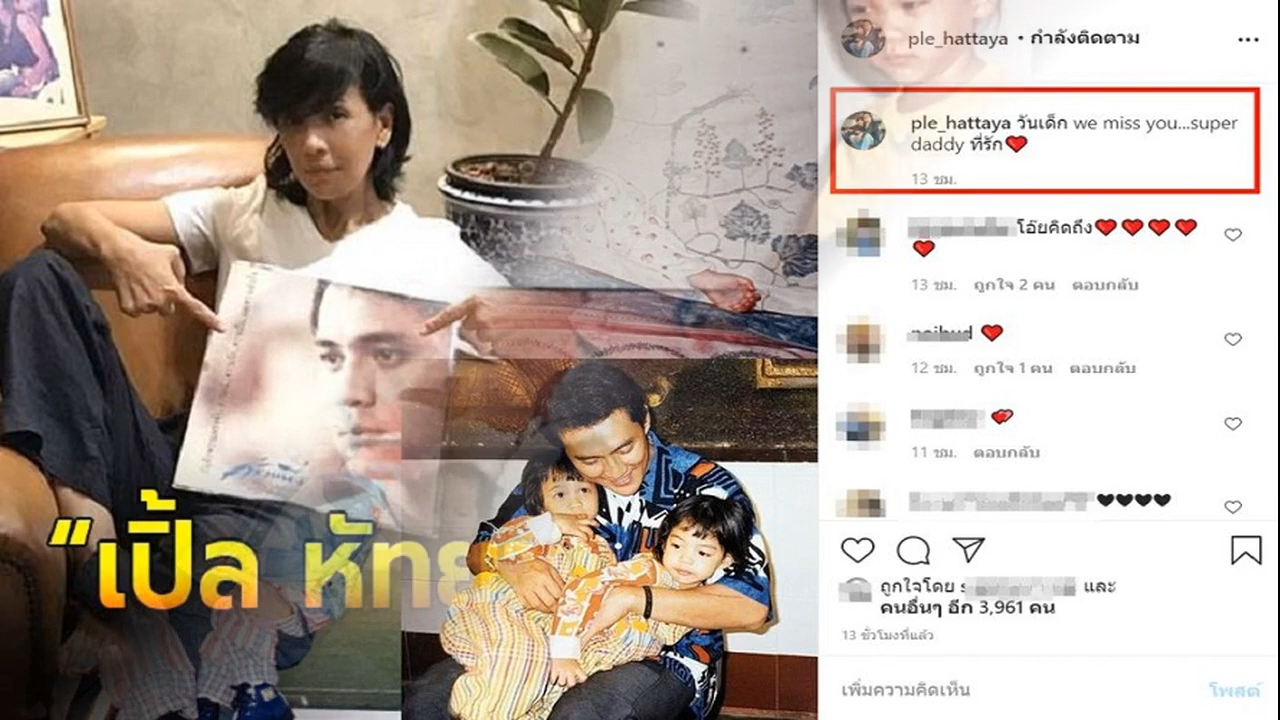 “เปิ้ล หัทย
ple_hattaya • กำลังติดตาม
ple_hattaya วันเด็ก we miss you...super
daddy ที่รัก❤
13 ชม.
โอ๊ยคิดถึง❤❤❤❤
❤
13 ชม. ถูกใจ 2 คน ตอบกลับ
❤
12 ชม. ถูกใจ 1 คน ตอบกลับ
💕
11 ชม. ตอบกลับ
🖤🖤🖤🖤
ถูกใจโดย s และ
คนอื่นๆ อีก 3,961 คน
13 ชั่วโมงที่แล้ว
เพิ่มความคิดเห็น
โพสต์